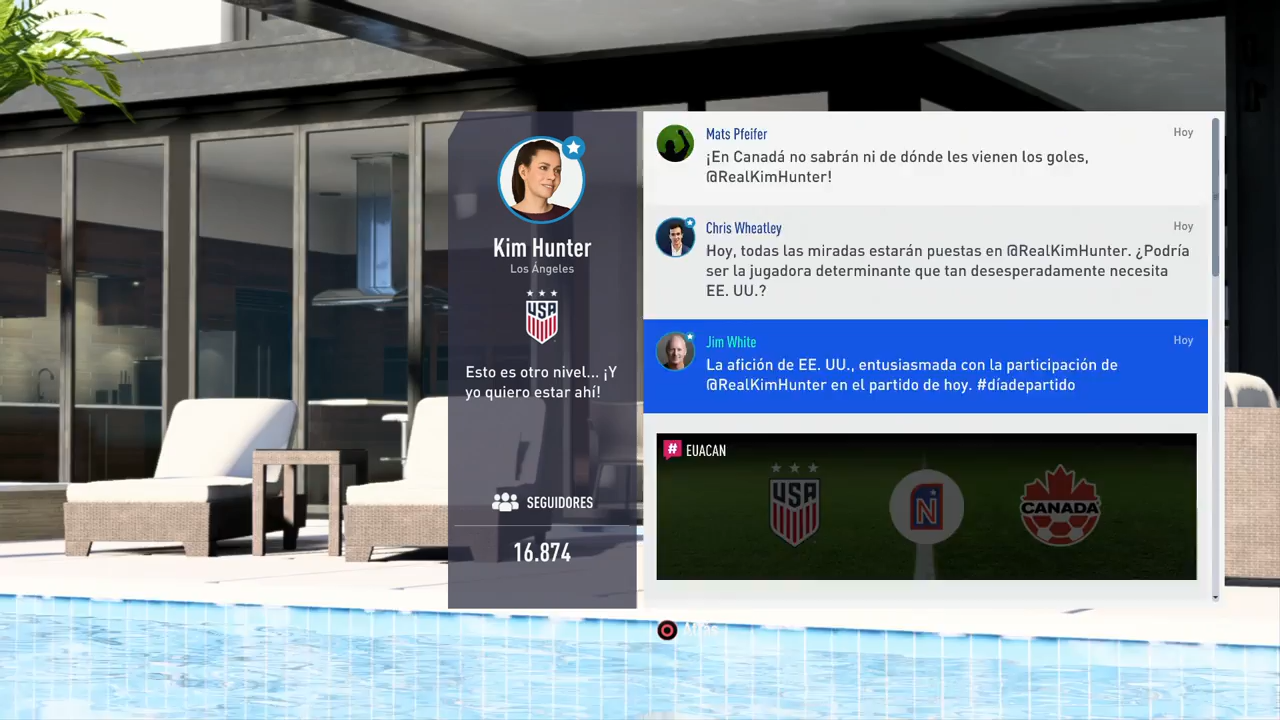 Kim Hunter
Los Ángeles
USA
Esto es otro nivel... ¡Y
yo quiero estar ahí!
SEGUIDORES
16.874
Mats Pfeifer
Hoy
¡En Canadá no sabrán ni de dónde les vienen los goles,
@RealKimHunter!
Chris Wheatley
Hoy
Hoy, todas las miradas estarán puestas en @RealKimHunter. ¿Podría
ser la jugadora determinante que tan desesperadamente necesita
EE. UU.?
Jim White
Hoy
La afición de EE. UU., entusiasmada con la participación de
@RealKimHunter en el partido de hoy. #díadepartido
# EUACAN
USA
N
CANADA
Atrás